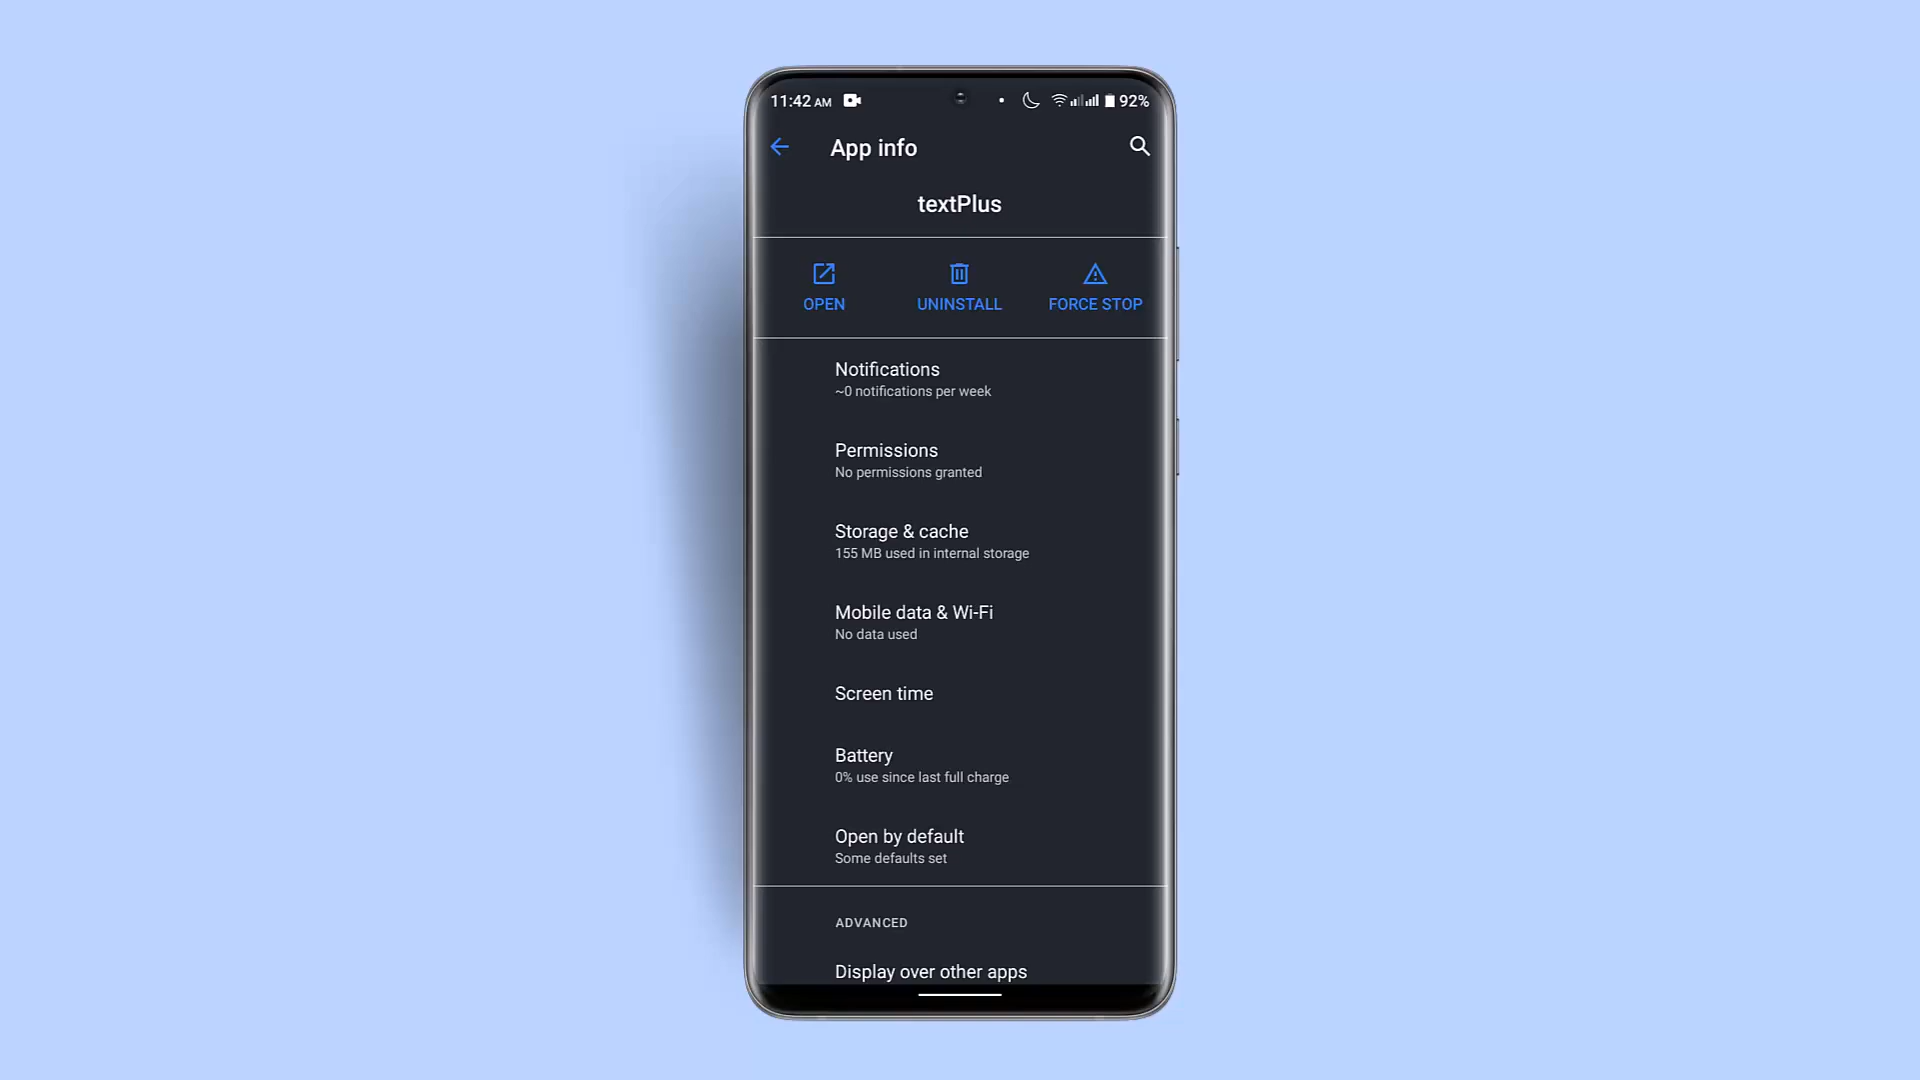 11:42 AM 92%
App info
textPlus
OPEN UNINSTALL FORCE STOP
Notifications
~0 notifications per week
Permissions
No permissions granted
Storage & cache
155 MB used in internal storage
Mobile data & Wi-Fi
No data used
Screen time
Battery
0% use since last full charge
Open by default
Some defaults set
ADVANCED
Display over other apps